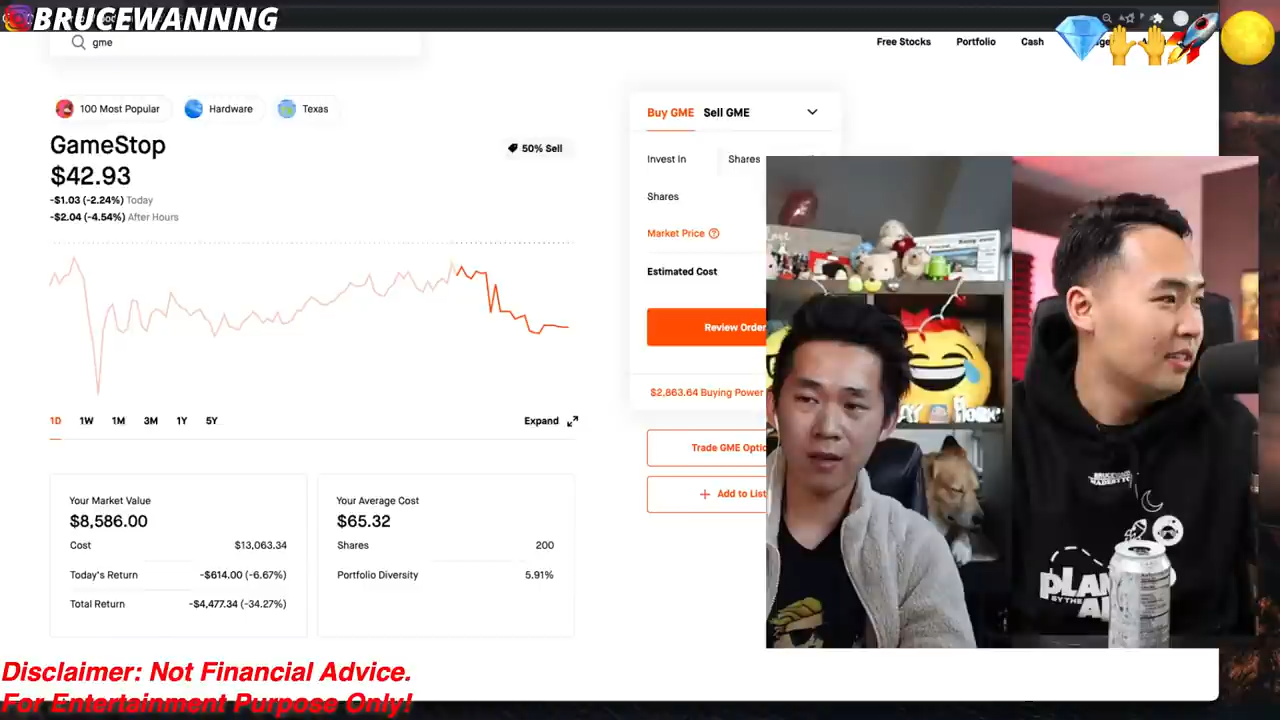 BRUCEWANNNG
gme
Free Stocks Portfolio Cash
100 Most Popular Hardware Texas
GameStop
$42.93
-$1.03 (-2.24%) Today
-$2.04 (-4.54%) After Hours
50% Sell
1D 1W 1M 3M 1Y 5Y Expand
Your Market Value
$8,586.00
Cost $13,063.34
Today's Return -$614.00 (-6.67%)
Total Return -$4,477.34 (-34.27%)
Your Average Cost
$65.32
Shares 200
Portfolio Diversity 5.91%
Buy GME Sell GME
Invest In Shares
Shares
Market Price
Estimated Cost
Review Order
$2,863.64 Buying Power
Trade GME Optio
+ Add to List
PLAN
BY THE
Disclaimer: Not Financial Advice.
For Entertainment Purpose Only!